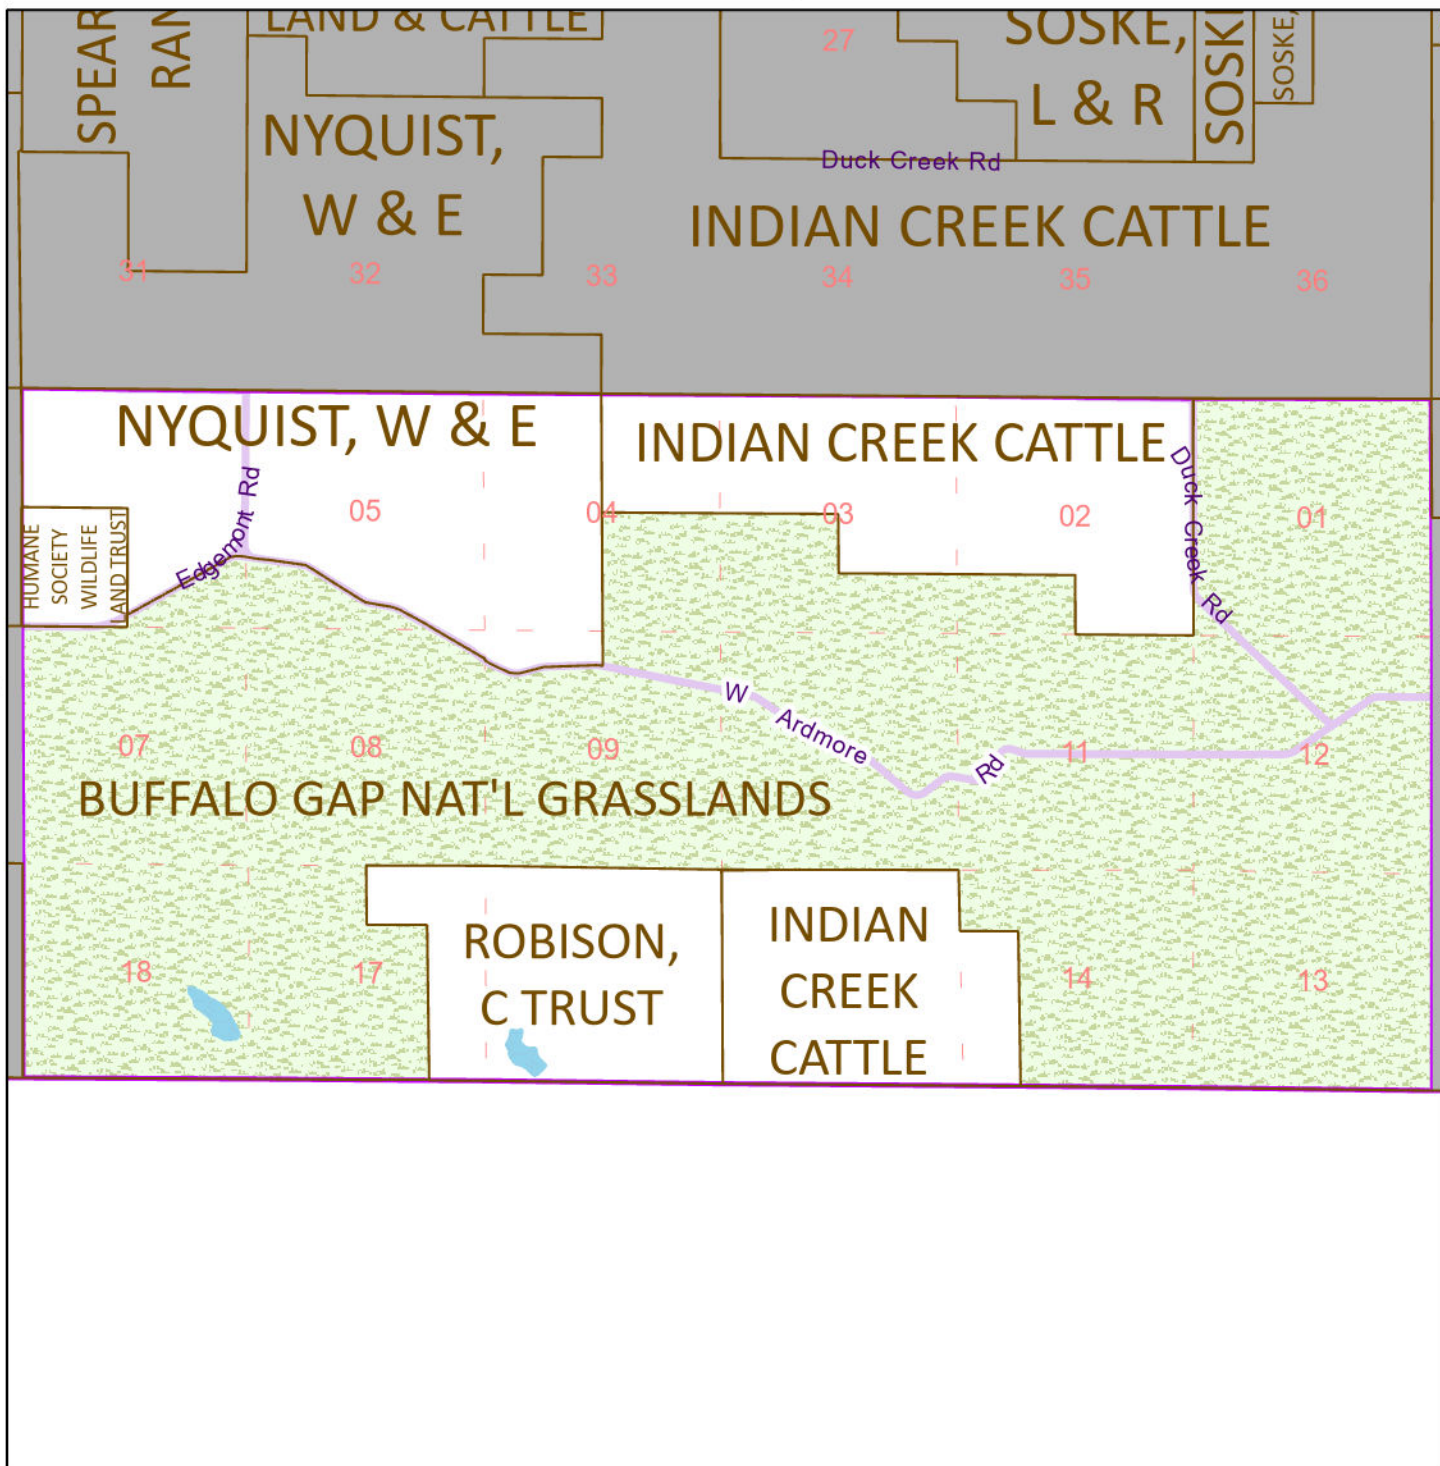 LAND & CATTLE
SPEAR
RAN
27
SOSKE,
L & R
SOSKE
SOSKE,
NYQUIST,
W & E
Duck Creek Rd
INDIAN CREEK CATTLE
31
32
33
34
35
36
NYQUIST, W & E
INDIAN CREEK CATTLE
Edgemont Rd
Duck Creek Rd
05
04
03
02
01
HUMANE
SOCIETY
WILDLIFE
LAND TRUST
W Ardmore Rd
07
08
09
11
12
BUFFALO GAP NAT'L GRASSLANDS
ROBISON,
C TRUST
INDIAN
CREEK
CATTLE
18
17
14
13